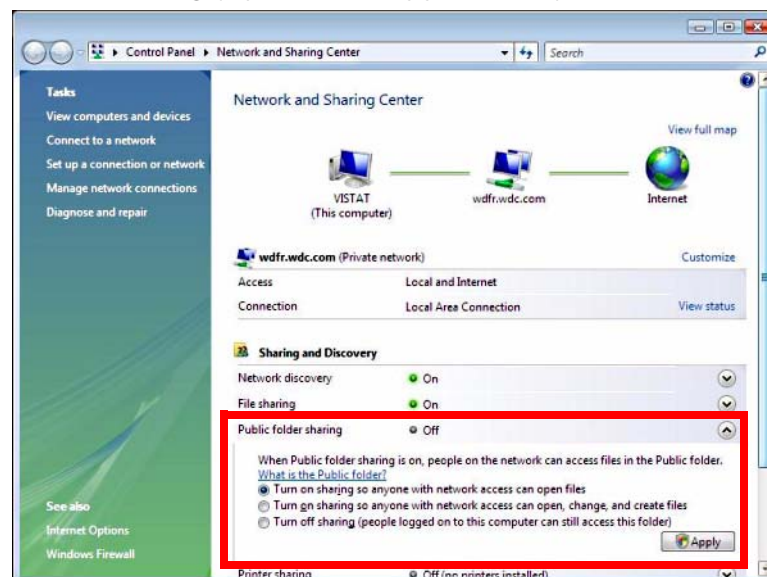 Control Panel ▸ Network and Sharing Center
Search
Tasks
View computers and devices
Connect to a network
Set up a connection or network
Manage network connections
Diagnose and repair
See also
Internet Options
Windows Firewall
Network and Sharing Center
View full map
VISTAT
(This computer)
wdfr.wdc.com
Internet
wdfr.wdc.com (Private network)
Customize
Access Local and Internet
Connection Local Area Connection View status
Sharing and Discovery
Network discovery On
File sharing On
Public folder sharing Off
When Public folder sharing is on, people on the network can access files in the Public folder.
What is the Public folder?
Turn on sharing so anyone with network access can open files
Turn on sharing so anyone with network access can open, change, and create files
Turn off sharing (people logged on to this computer can still access this folder)
Apply
Printer sharing Off (no printers installed)